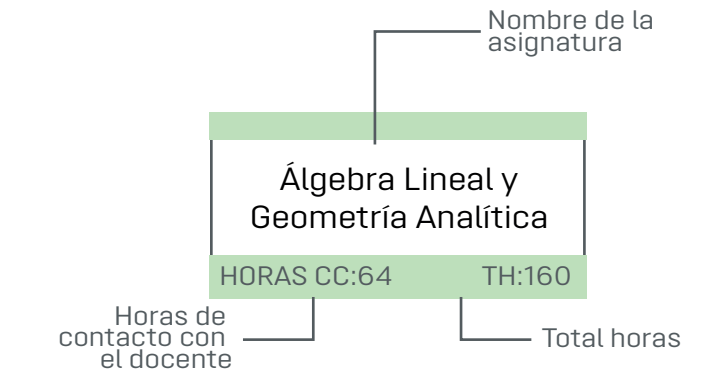 Nombre de la
asignatura
Álgebra Lineal y
Geometría Analítica
HORAS CC:64 TH:160
Horas de
contacto con
el docente
Total horas